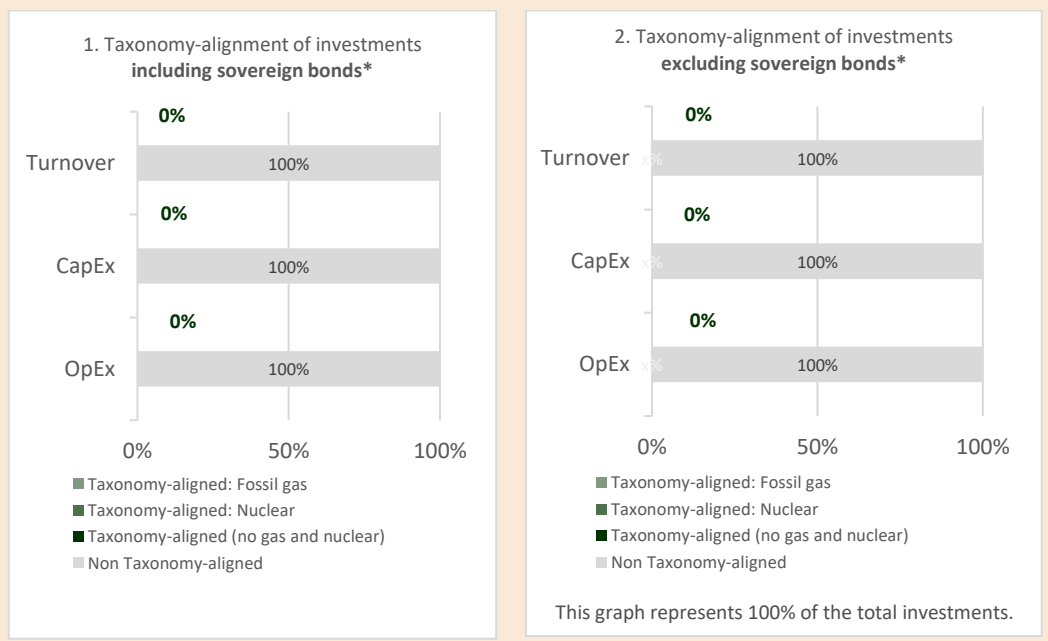 1. Taxonomy-alignment of investments
including sovereign bonds*
0%
Turnover 100%
0%
CapEx 100%
0%
OpEx 100%
0% 50% 100%
Taxonomy-aligned: Fossil gas
Taxonomy-aligned: Nuclear
Taxonomy-aligned (no gas and nuclear)
Non Taxonomy-aligned
2. Taxonomy-alignment of investments
excluding sovereign bonds*
0%
Turnover x% 100%
0%
CapEx x% 100%
0%
OpEx x% 100%
0% 50% 100%
Taxonomy-aligned: Fossil gas
Taxonomy-aligned: Nuclear
Taxonomy-aligned (no gas and nuclear)
Non Taxonomy-aligned
This graph represents 100% of the total investments.